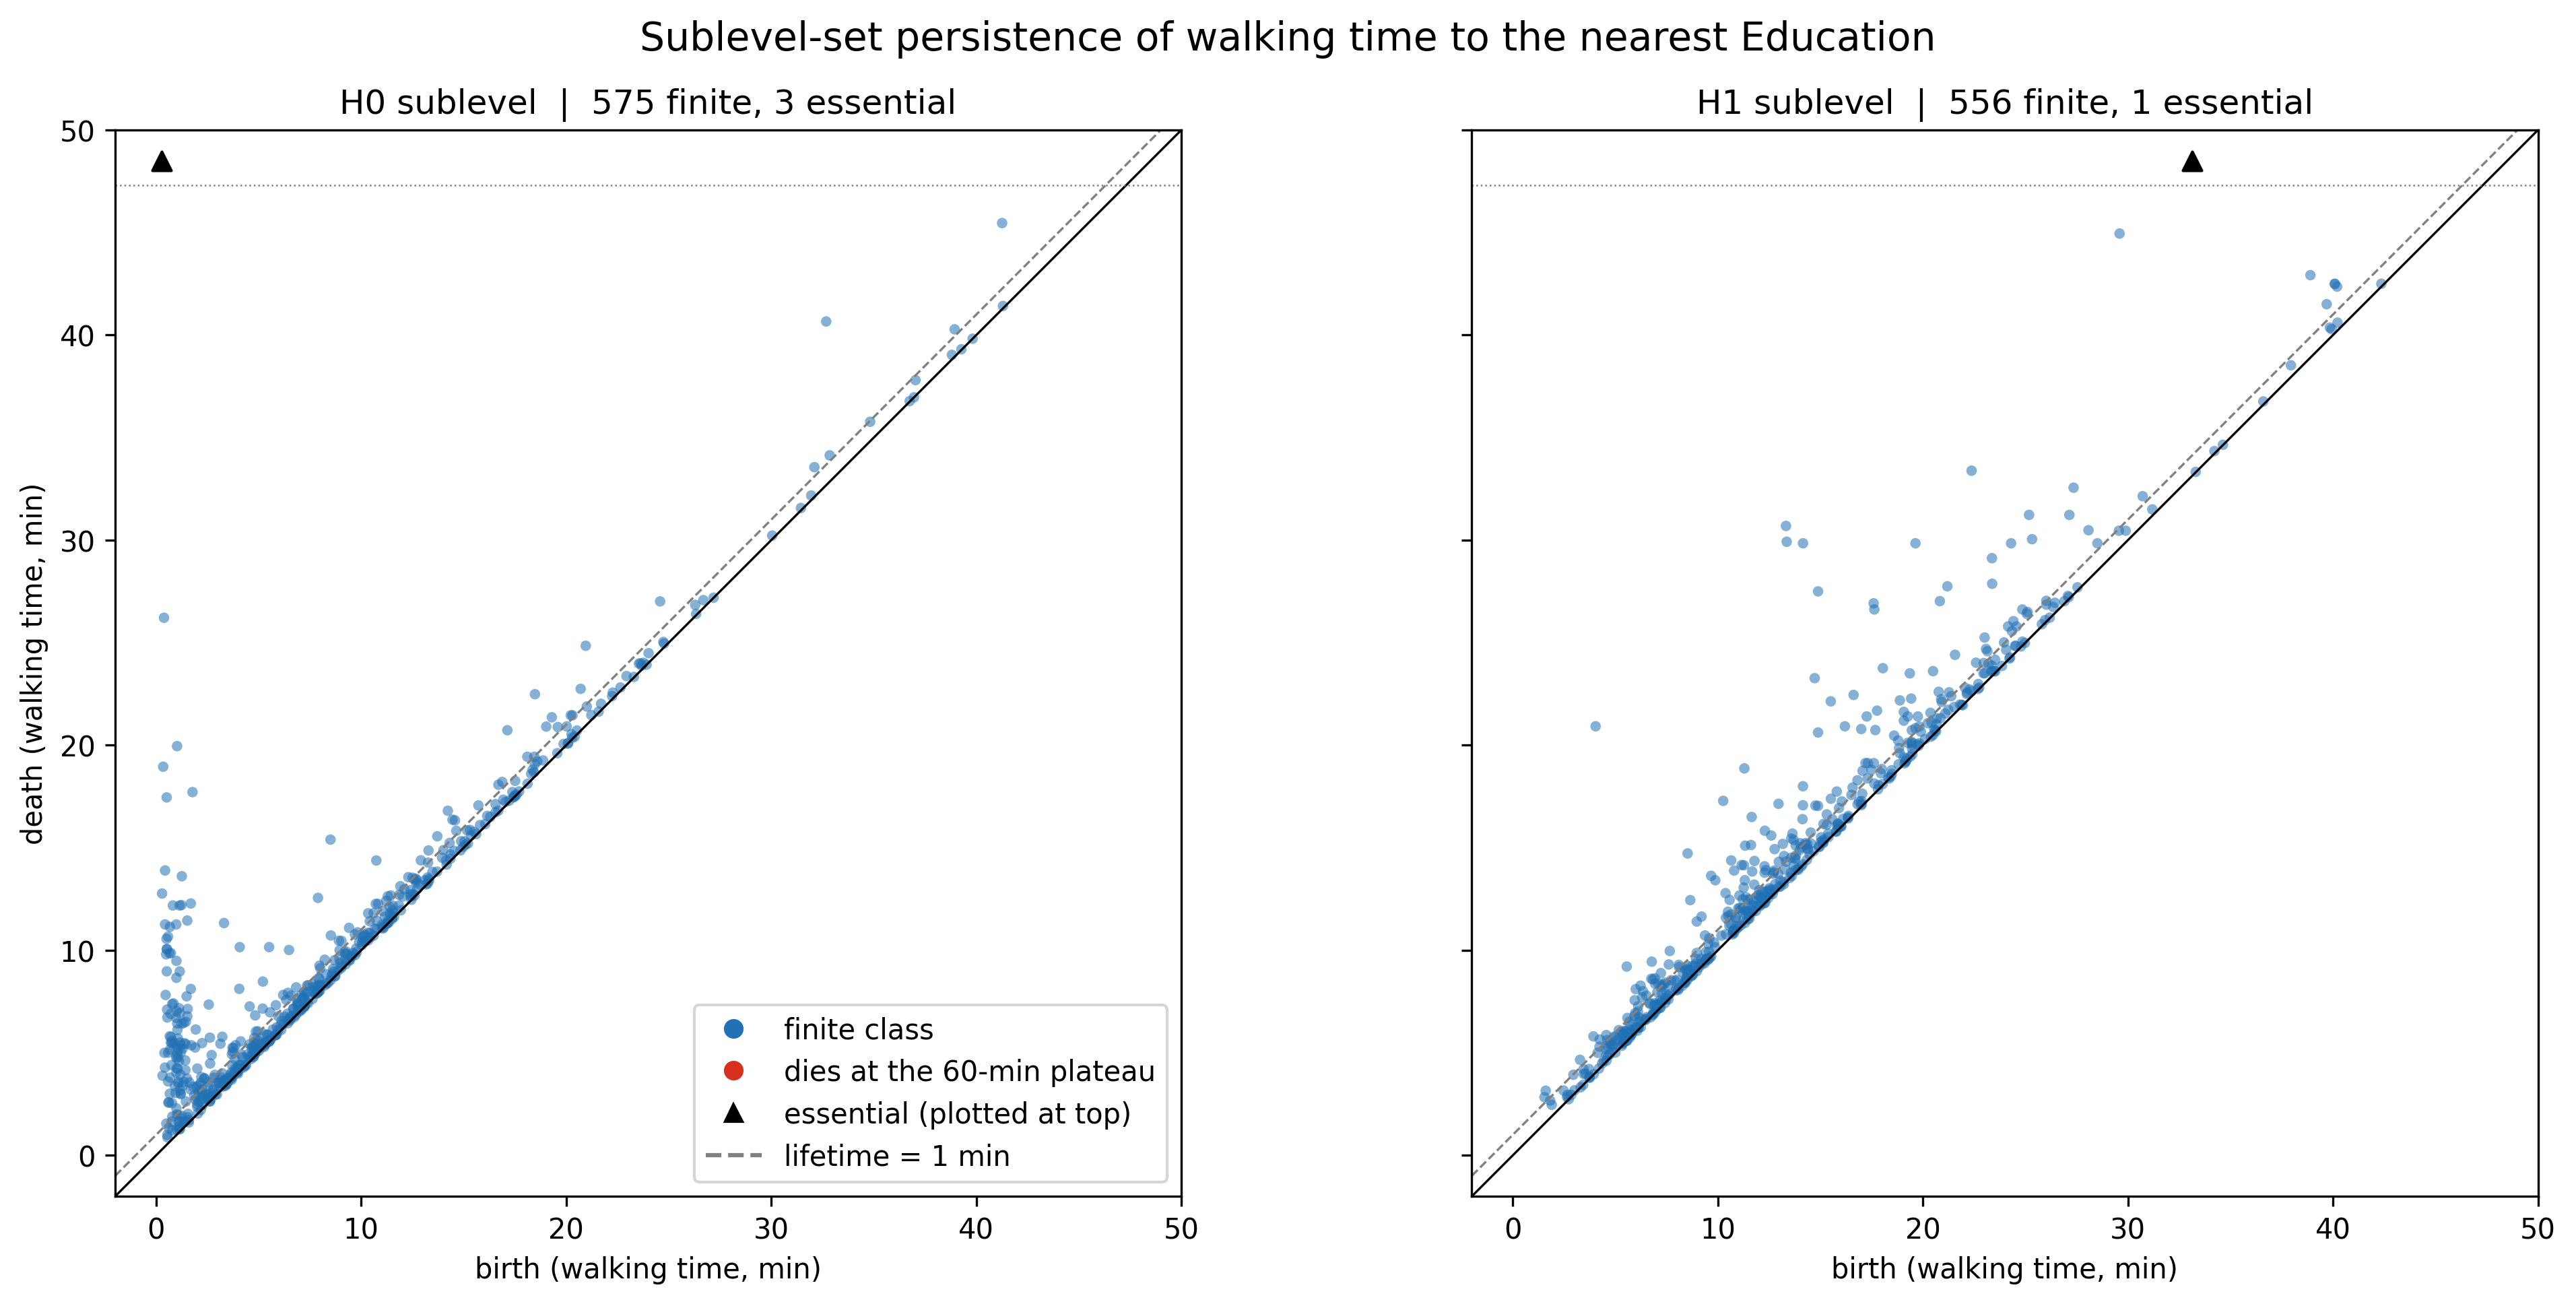 Sublevel-set persistence of walking time to the nearest Education
H0 sublevel | 575 finite, 3 essential
H1 sublevel | 556 finite, 1 essential
50
40
30
20
10
0
death (walking time, min)
finite class
dies at the 60-min plateau
essential (plotted at top)
lifetime = 1 min
0 10 20 30 40 50
0 10 20 30 40 50
birth (walking time, min)
birth (walking time, min)